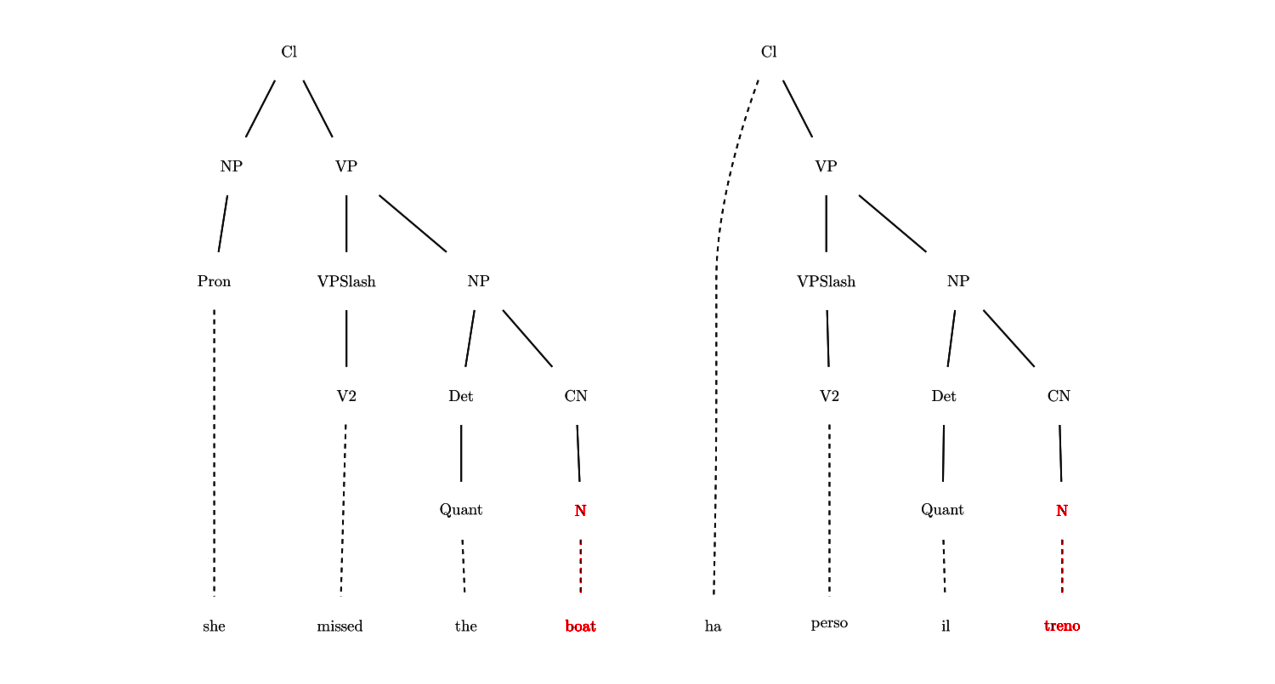 Cl Cl
NP VP VP
Pron VPSlash NP VPSlash NP
V2 Det CN V2 Det CN
Quant N Quant N
she missed the boat ha perso il treno